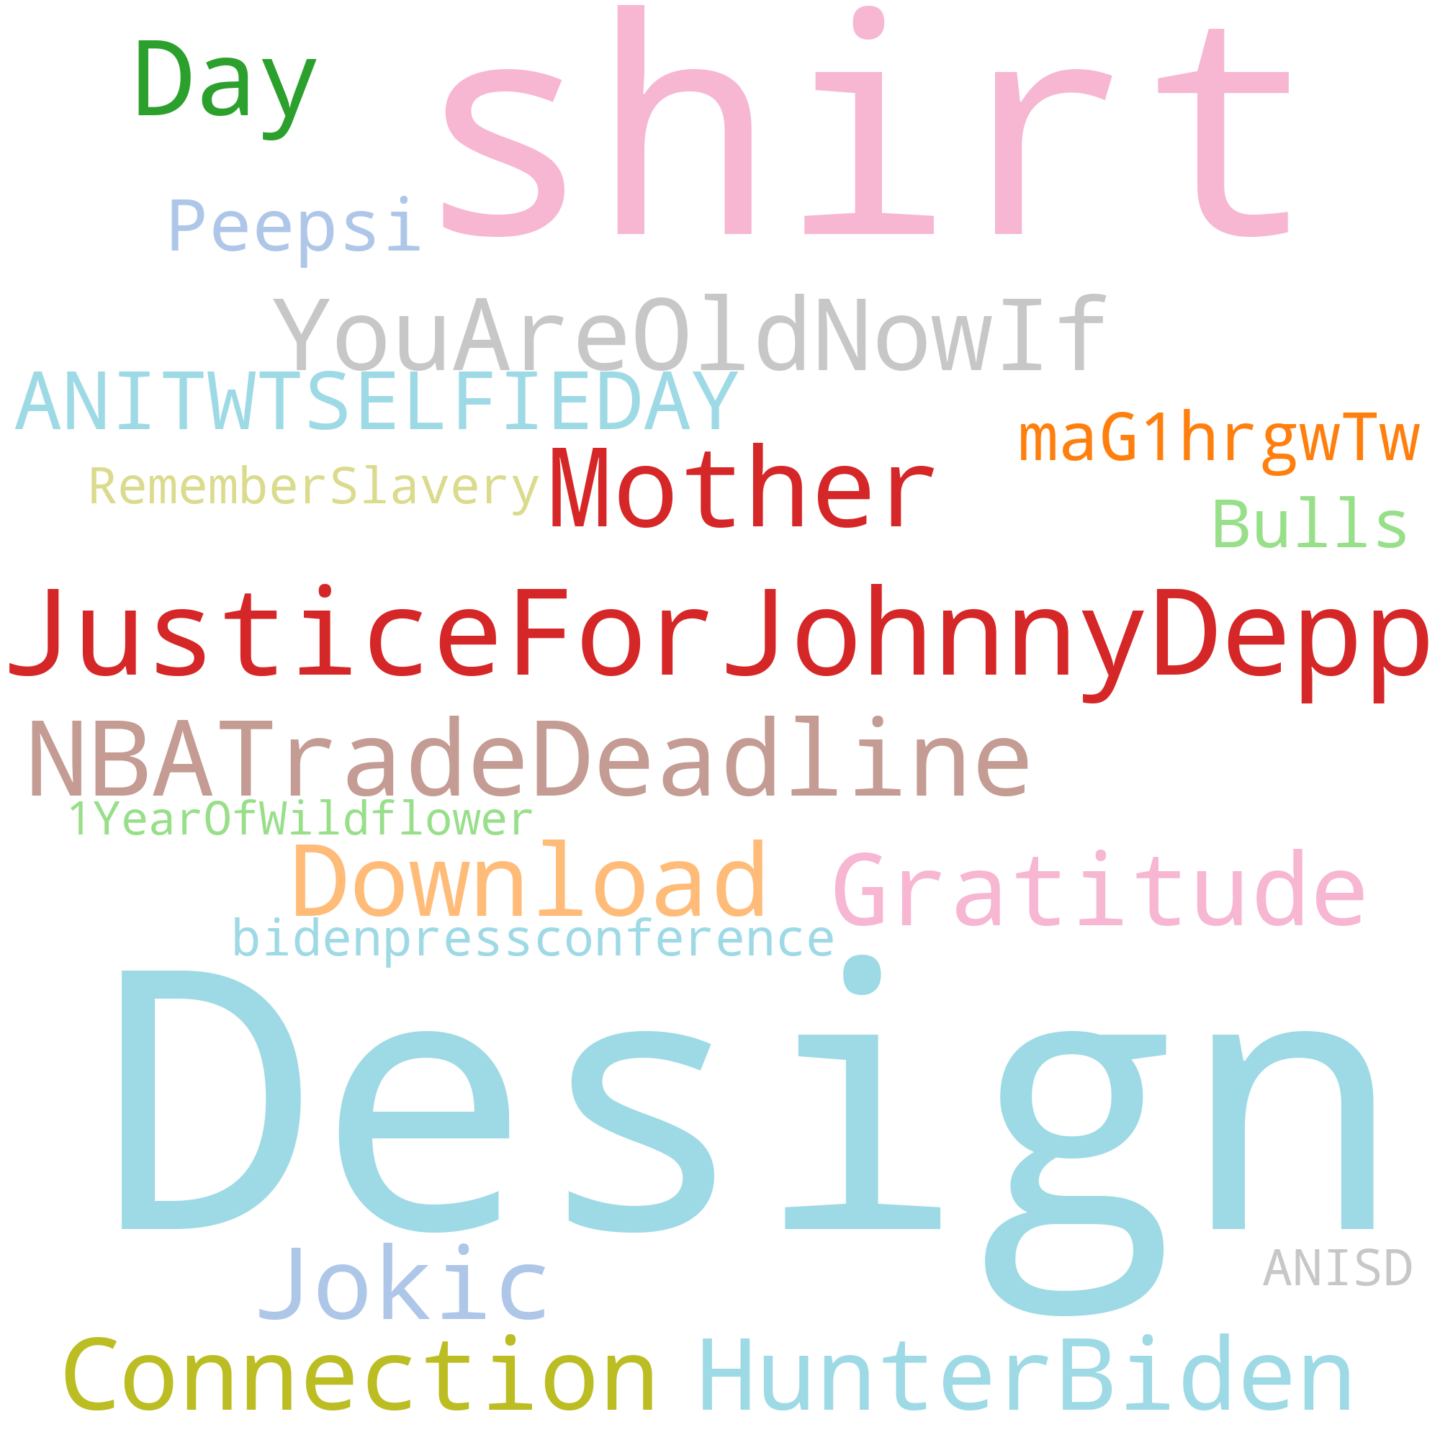 Day
shirt
Peepsi
YouAreOldNowIf
ANITWTSELFIEDAY
maG1hrgwTw
RememberSlavery
Mother
Bulls
JusticeForJohnnyDepp
NBATradeDeadline
1YearOfWildflower
Download
Gratitude
bidenpressconference
Design
Jokic
ANISD
Connection
HunterBiden